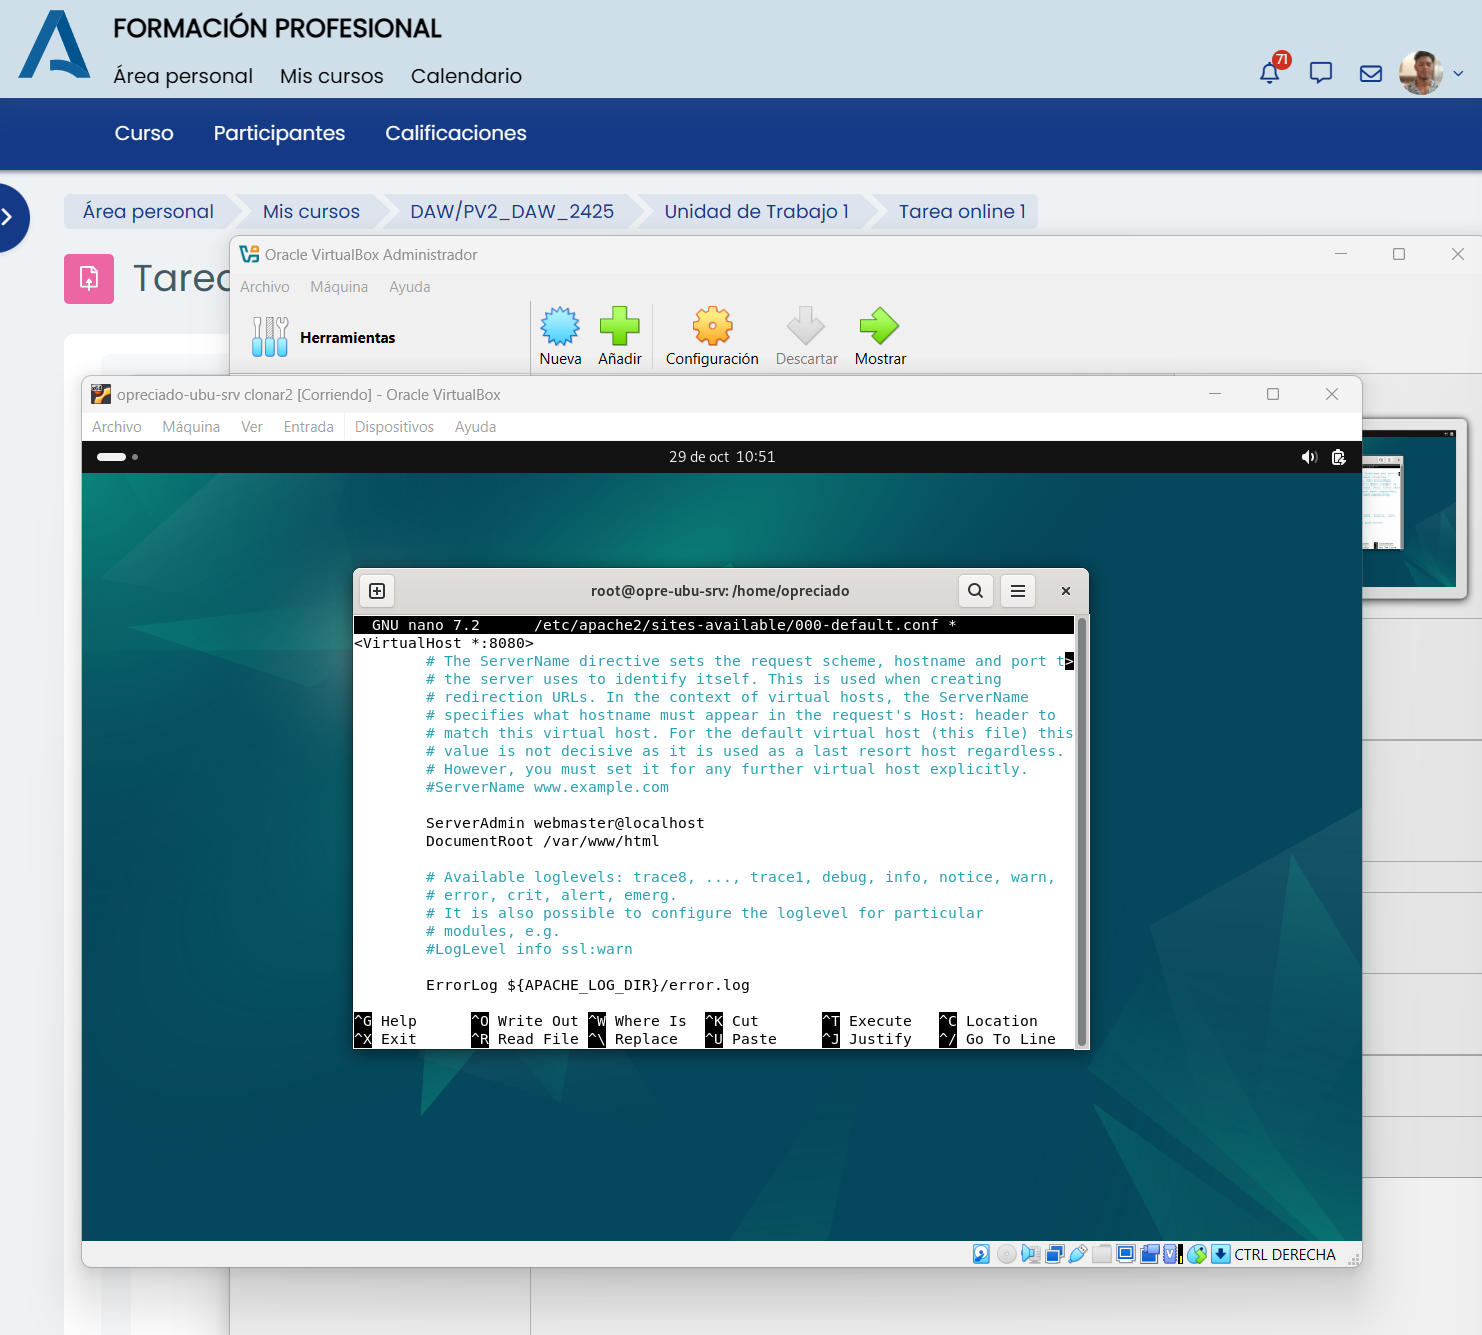 FORMACIÓN PROFESIONAL
Área personal Mis cursos Calendario
71
Curso Participantes Calificaciones
Área personal Mis cursos DAW/PV2_DAW_2425 Unidad de Trabajo 1 Tarea online 1
Tarea
Oracle VirtualBox Administrador
Archivo Máquina Ayuda
Herramientas
Nueva Añadir Configuración Descartar Mostrar
opreciado-ubu-srv clonar2 [Corriendo] - Oracle VirtualBox
Archivo Máquina Ver Entrada Dispositivos Ayuda
29 de oct 10:51
root@opre-ubu-srv: /home/opreciado
GNU nano 7.2 /etc/apache2/sites-available/000-default.conf *
<VirtualHost *:8080>
# The ServerName directive sets the request scheme, hostname and port t>
# the server uses to identify itself. This is used when creating
# redirection URLs. In the context of virtual hosts, the ServerName
# specifies what hostname must appear in the request's Host: header to
# match this virtual host. For the default virtual host (this file) this
# value is not decisive as it is used as a last resort host regardless.
# However, you must set it for any further virtual host explicitly.
#ServerName www.example.com
ServerAdmin webmaster@localhost
DocumentRoot /var/www/html
# Available loglevels: trace8, ..., trace1, debug, info, notice, warn,
# error, crit, alert, emerg.
# It is also possible to configure the loglevel for particular
# modules, e.g.
#LogLevel info ssl:warn
ErrorLog ${APACHE_LOG_DIR}/error.log
^G Help ^O Write Out ^W Where Is ^K Cut ^T Execute ^C Location
^X Exit ^R Read File ^\ Replace ^U Paste ^J Justify ^/ Go To Line
CTRL DERECHA